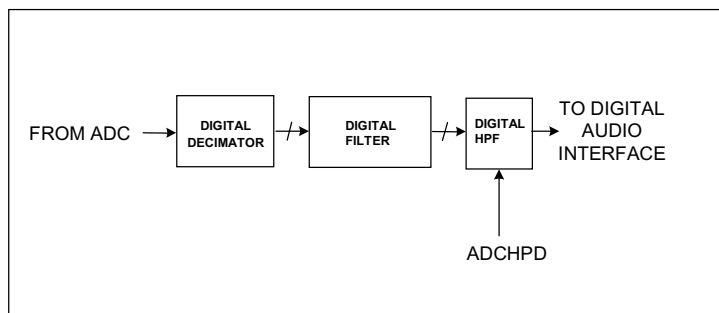 FROM ADC
DIGITAL
DECIMATOR
DIGITAL
FILTER
DIGITAL
HPF
TO DIGITAL
AUDIO
INTERFACE
ADCHPD